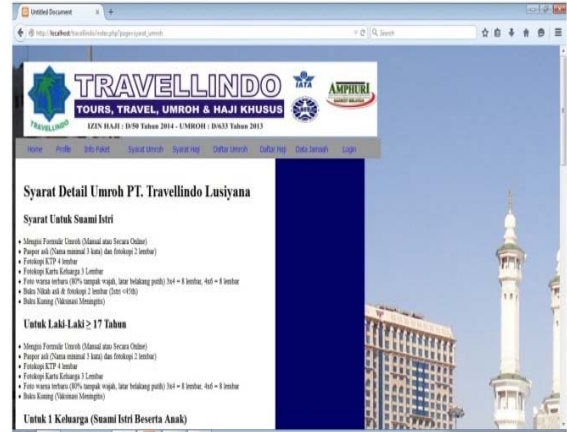 Untitled Document
Search
TRAVELLINDO
TOURS, TRAVEL, UMROH & HAJI KHUSUS
IZIN HAJI : D/50 Tahun 2014 - UMROH : D/633 Tahun 2013
TRAVELLINDO
IATA
AMPHURI
Home Profile Info Paket Syarat Umroh Syarat Haji Daftar Umroh Daftar Haji Data Jamaah Login
Syarat Detail Umroh PT. Travellindo Lusiyana
Syarat Untuk Suami Istri
• Mengisi Formulir Umroh (Manual atau Secara Online)
• Paspor asli (Nama minimal 3 kata) dan fotokopi 2 lembar)
• Fotokopi KTP 4 lembar
• Fotokopi Kartu Keluarga 3 Lembar
• Foto warna terbaru (80% tampak wajah, latar belakang putih) 3x4 = 8 lembar, 4x6 = 8 lembar
• Buku Nikah asli & fotokopi 2 lembar (Istri <45th)
• Buku Kuning (Vaksinasi Meningitis)
Untuk Laki-Laki ≥ 17 Tahun
• Mengisi Formulir Umroh (Manual atau Secara Online)
• Paspor asli (Nama minimal 3 kata) dan fotokopi 2 lembar)
• Fotokopi KTP 4 lembar
• Fotokopi Kartu Keluarga 3 Lembar
• Foto warna terbaru (80% tampak wajah, latar belakang putih) 3x4 = 8 lembar, 4x6 = 8 lembar
• Buku Kuning (Vaksinasi Meningitis)
Untuk 1 Keluarga (Suami Istri Beserta Anak)